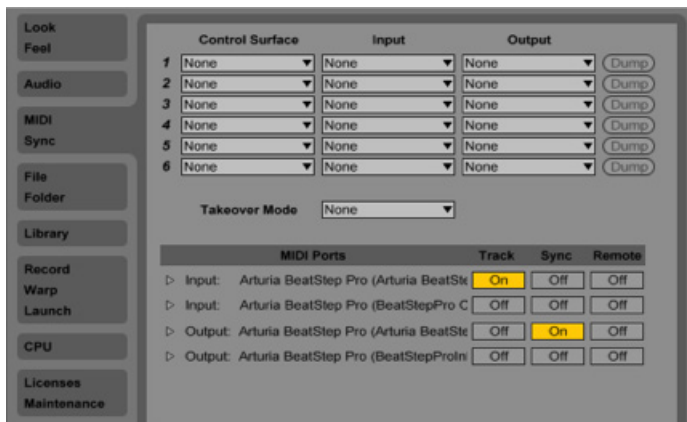 Look
Feel
Audio
MIDI
Sync
File
Folder
Library
Record
Warp
Launch
CPU
Licenses
Maintenance
Control Surface Input Output
1 None None None Dump
2 None None None Dump
3 None None None Dump
4 None None None Dump
5 None None None Dump
6 None None None Dump
Takeover Mode None
MIDI Ports Track Sync Remote
Input: Arturia BeatStep Pro (Arturia BeatSte On Off Off
Input: Arturia BeatStep Pro (BeatStepPro C Off Off Off
Output: Arturia BeatStep Pro (Arturia BeatSte Off On Off
Output: Arturia BeatStep Pro (BeatStepProIn Off Off Off